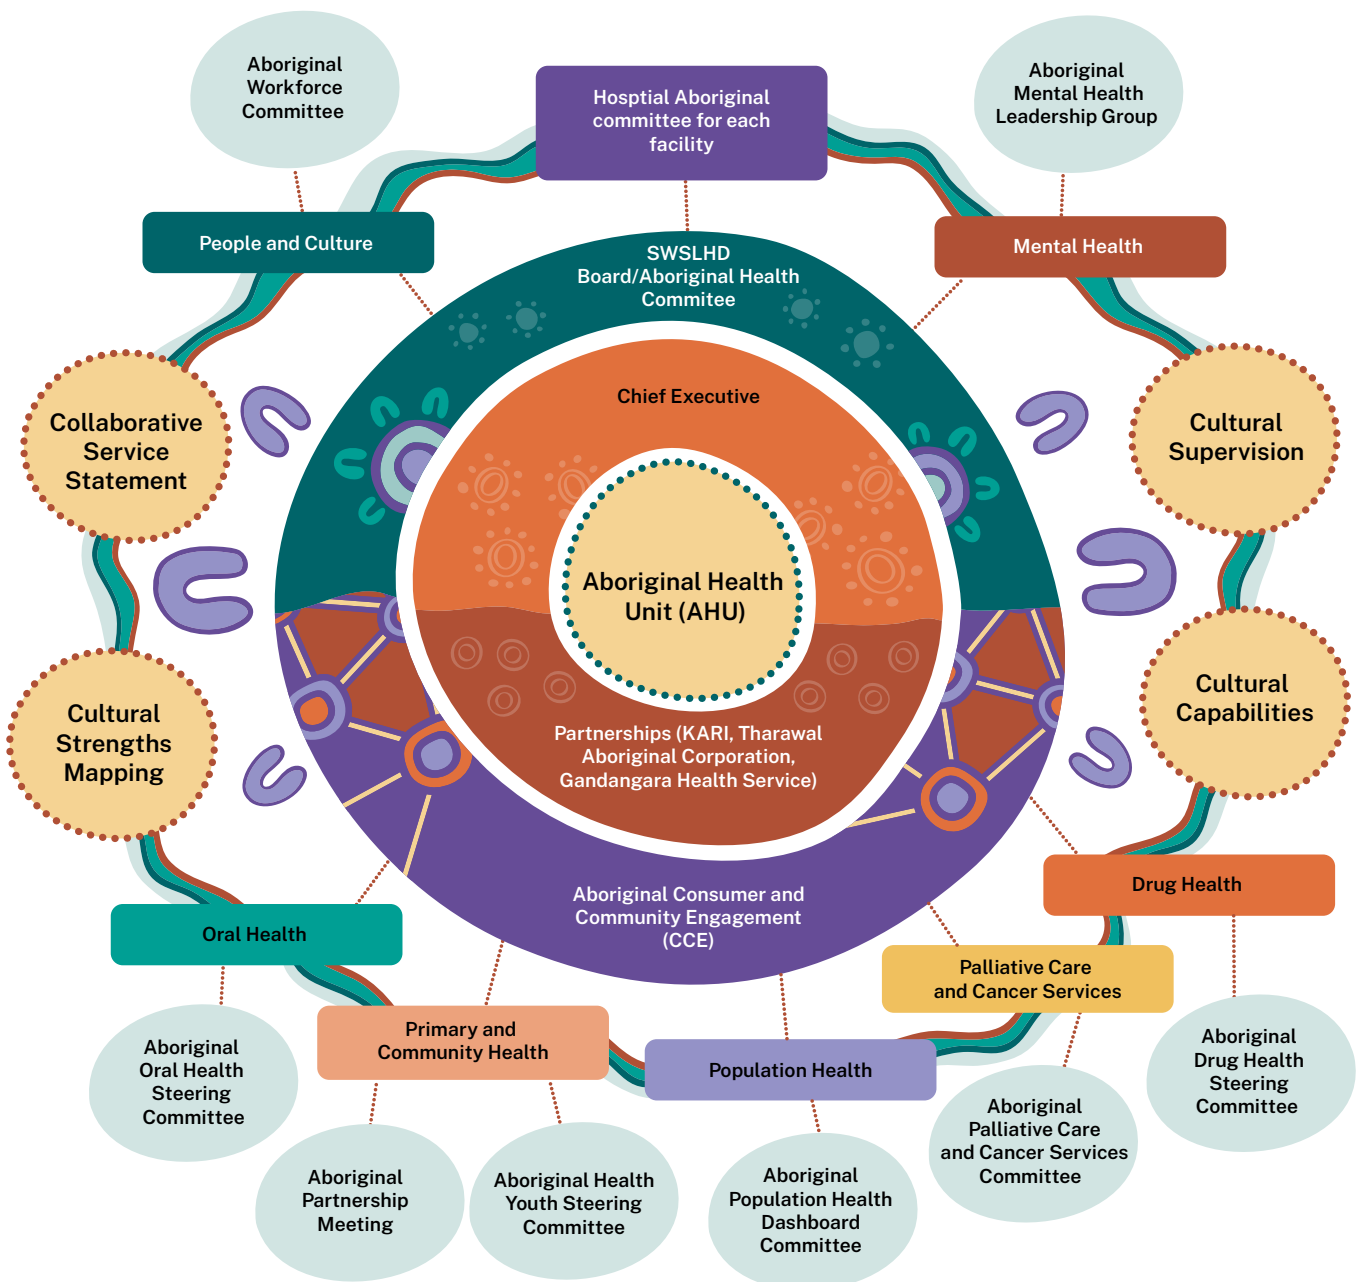 Aboriginal
Workforce
Committee
Hosptial Aboriginal
committee for each
facility
Aboriginal
Mental Health
Leadership Group
People and Culture
Mental Health
SWSLHD
Board/Aboriginal Health
Commitee
Chief Executive
Collaborative
Service
Statement
Cultural
Supervision
Aboriginal Health
Unit (AHU)
Cultural
Strengths
Mapping
Cultural
Capabilities
Partnerships (KARI, Tharawal
Aboriginal Corporation,
Gandangara Health Service)
Aboriginal Consumer and
Community Engagement
(CCE)
Drug Health
Oral Health
Palliative Care
and Cancer Services
Primary and
Community Health
Population Health
Aboriginal
Oral Health
Steering
Committee
Aboriginal
Partnership
Meeting
Aboriginal Health
Youth Steering
Committee
Aboriginal
Population Health
Dashboard
Committee
Aboriginal
Palliative Care
and Cancer Services
Committee
Aboriginal
Drug Health
Steering
Committee